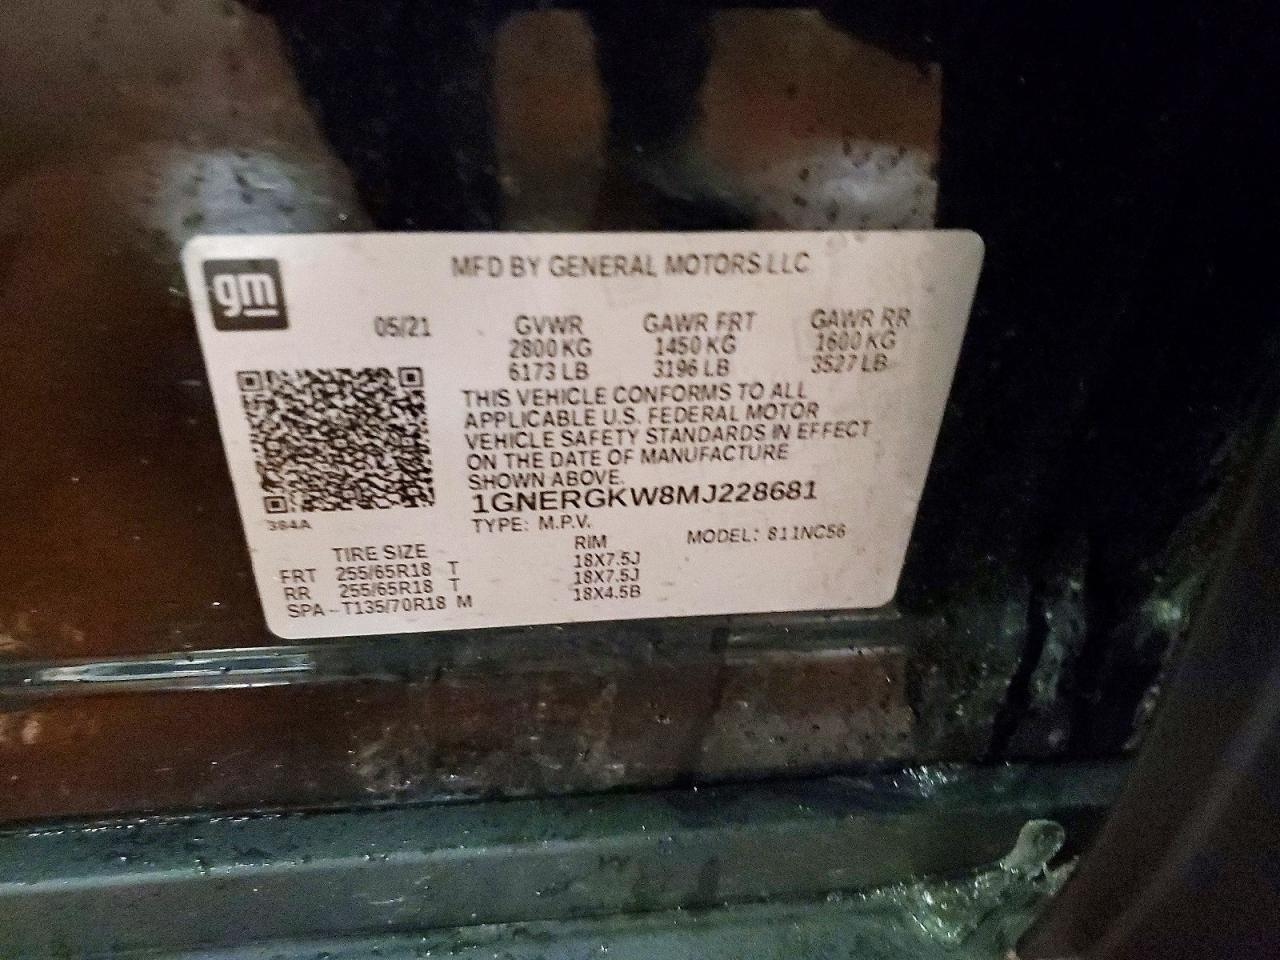 gm
MFD BY GENERAL MOTORS LLC
05/21 GVWR GAWR FRT GAWR RR
2800 KG 1450 KG 1600 KG
6173 LB 3196 LB 3527 LB
THIS VEHICLE CONFORMS TO ALL
APPLICABLE U.S. FEDERAL MOTOR
VEHICLE SAFETY STANDARDS IN EFFECT
ON THE DATE OF MANUFACTURE
SHOWN ABOVE.
1GNERGKW8MJ228681
384A
TYPE: M.P.V. MODEL: 811NC56
TIRE SIZE RIM
FRT 255/65R18 T 18X7.5J
RR 255/65R18 T 18X7.5J
SPA - T135/70R18 M 18X4.5B